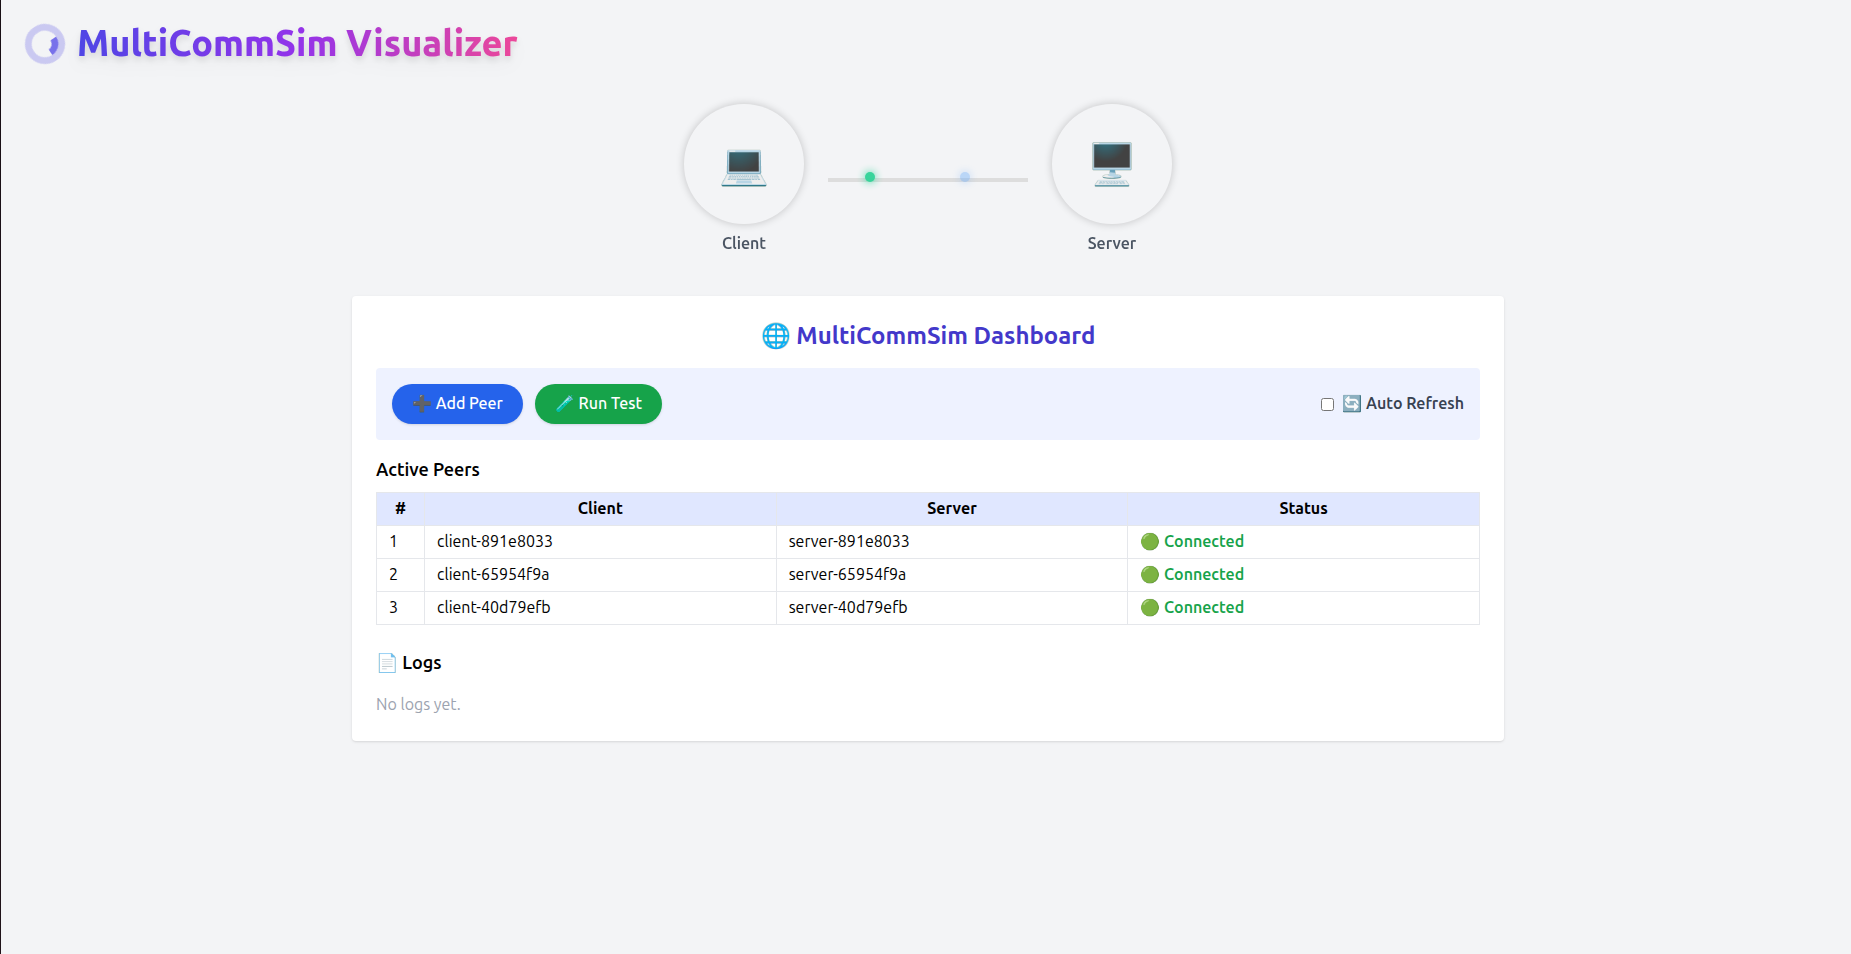 MultiCommSim Visualizer
Client
Server
🌐 MultiCommSim Dashboard
➕ Add Peer
🧪 Run Test
🔄 Auto Refresh
Active Peers
# Client Server Status
1 client-891e8033 server-891e8033 🟢 Connected
2 client-65954f9a server-65954f9a 🟢 Connected
3 client-40d79efb server-40d79efb 🟢 Connected
📄 Logs
No logs yet.